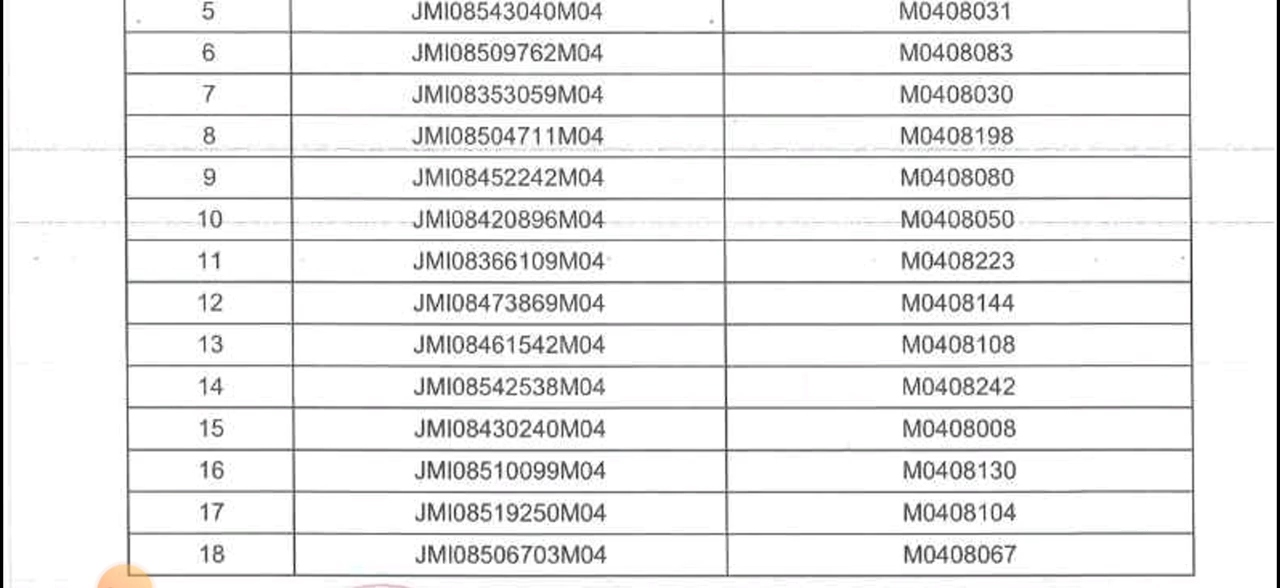 5 JMI08543040M04 M0408031
6 JMI08509762M04 M0408083
7 JMI08353059M04 M0408030
8 JMI08504711M04 M0408198
9 JMI08452242M04 M0408080
10 JMI08420896M04 M0408050
11 JMI08366109M04 M0408223
12 JMI08473869M04 M0408144
13 JMI08461542M04 M0408108
14 JMI08542538M04 M0408242
15 JMI08430240M04 M0408008
16 JMI08510099M04 M0408130
17 JMI08519250M04 M0408104
18 JMI08506703M04 M0408067